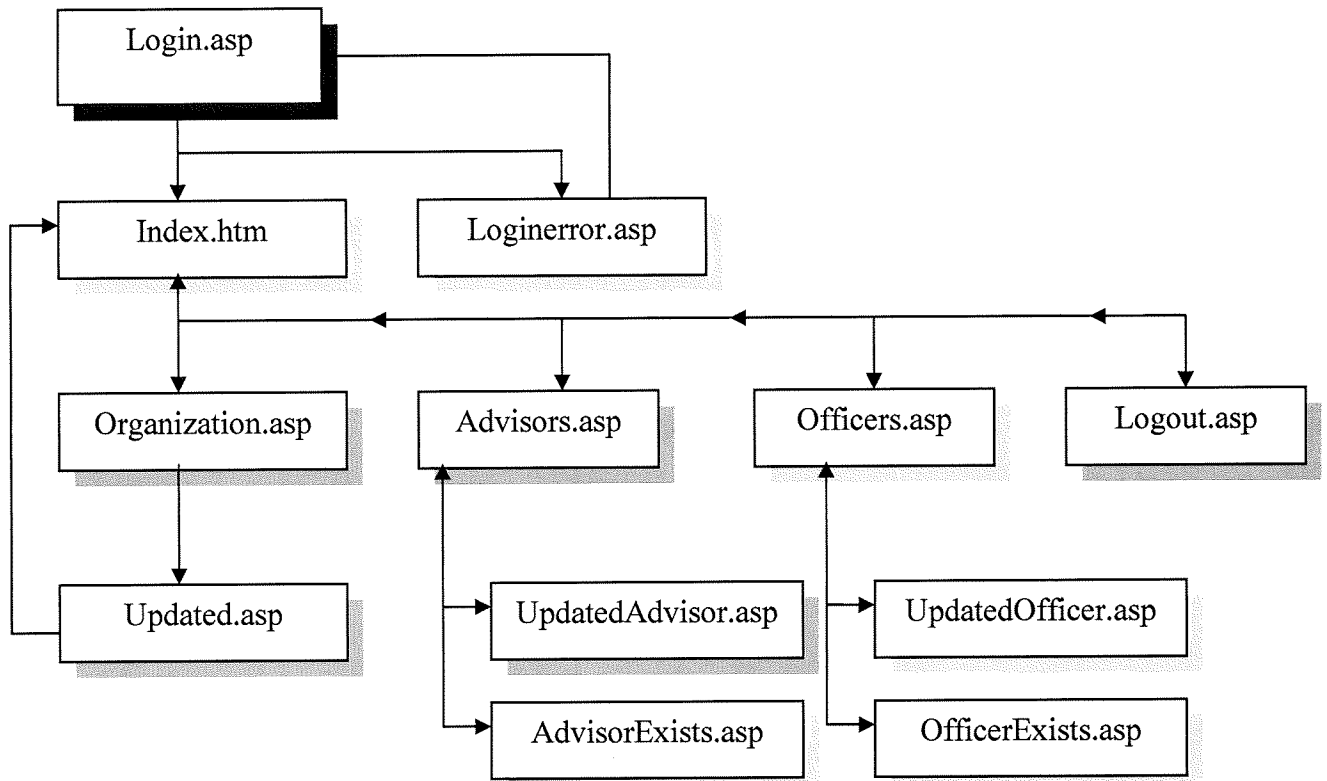 Login.asp
Index.htm
Loginerror.asp
Organization.asp
Advisors.asp
Officers.asp
Logout.asp
Updated.asp
UpdatedAdvisor.asp
UpdatedOfficer.asp
AdvisorExists.asp
OfficerExists.asp